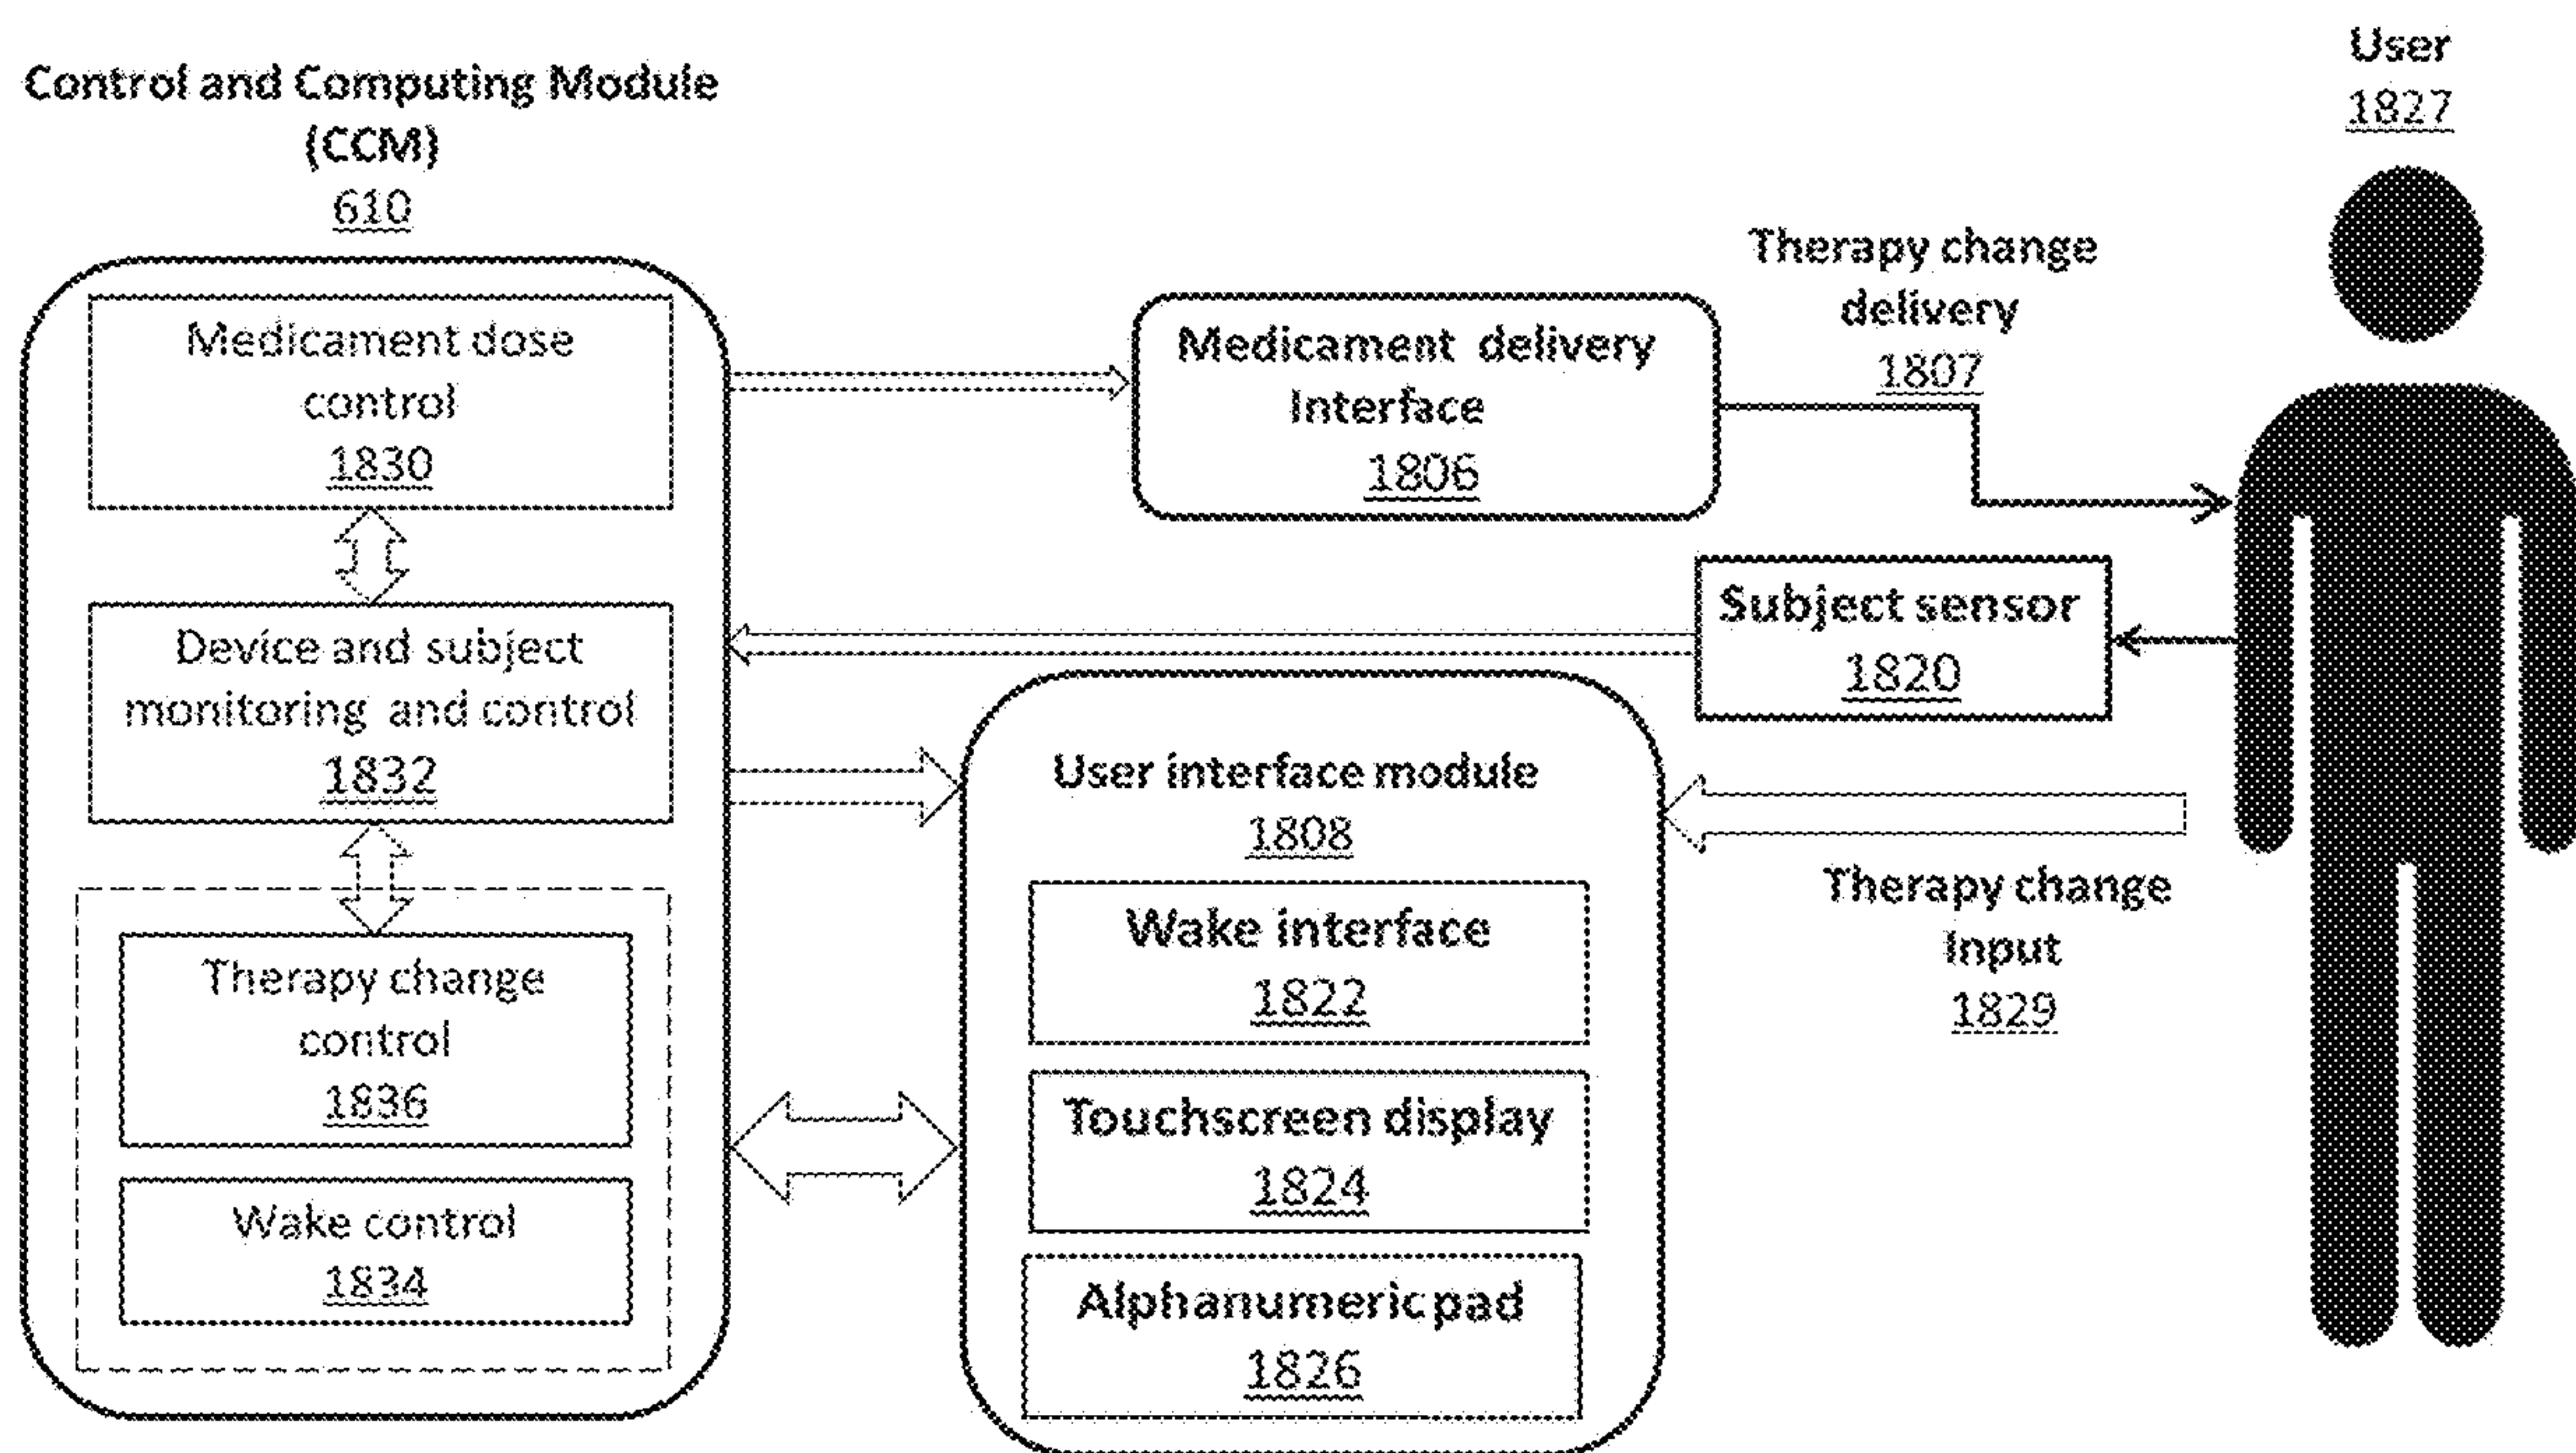 Control and Computing Module
(CCM)
610
Medicament dose
control
1830
Device and subject
monitoring and control
1832
Therapy change
control
1836
Wake control
1834
Medicament delivery
Interface
1806
Therapy change
delivery
1807
User
1827
Subject sensor
1820
User interface module
1808
Wake interface
1822
Touchscreen display
1824
Alphanumeric pad
1826
Therapy change
Input
1829